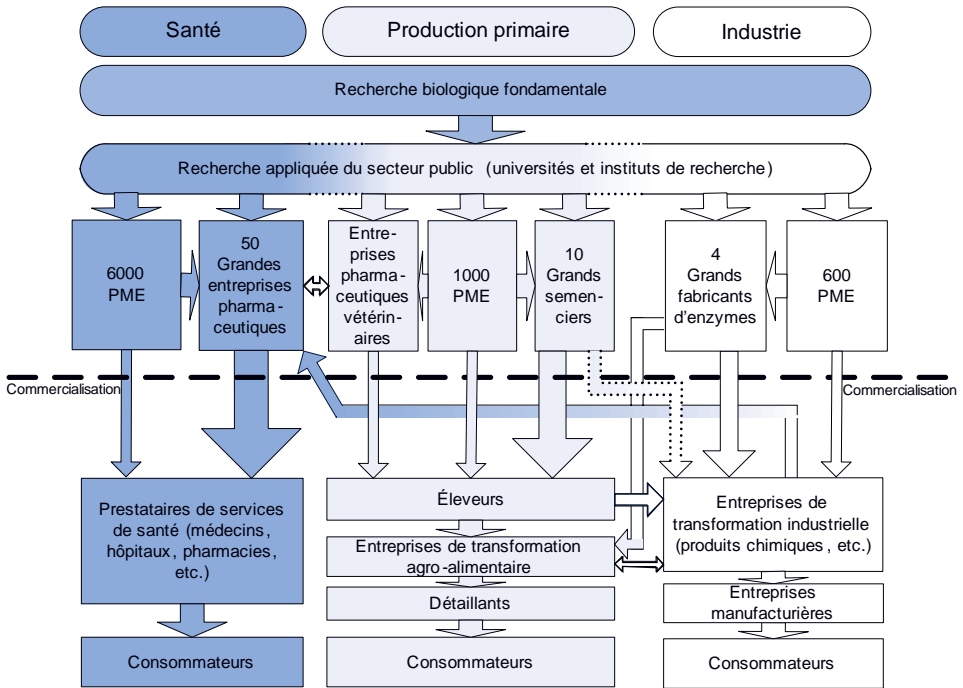 Santé
Production primaire
Industrie
Recherche biologique fondamentale
Recherche appliquée du secteur public (universités et instituts de recherche)
6000
PME
50
Grandes
entreprises
pharma-
ceutiques
Entre-
prises
pharma-
ceutiques
vétérin-
aires
1000
PME
10
Grands
semen-
ciers
4
Grands
fabricants
d'enzymes
600
PME
Commercialisation
Commercialisation
Prestataires de services
de santé (médecins,
hôpitaux, pharmacies,
etc.)
Éleveurs
Entreprises de transformation
agro-alimentaire
Détaillants
Entreprises de
transformation industrielle
(produits chimiques, etc.)
Entreprises
manufacturières
Consommateurs
Consommateurs
Consommateurs